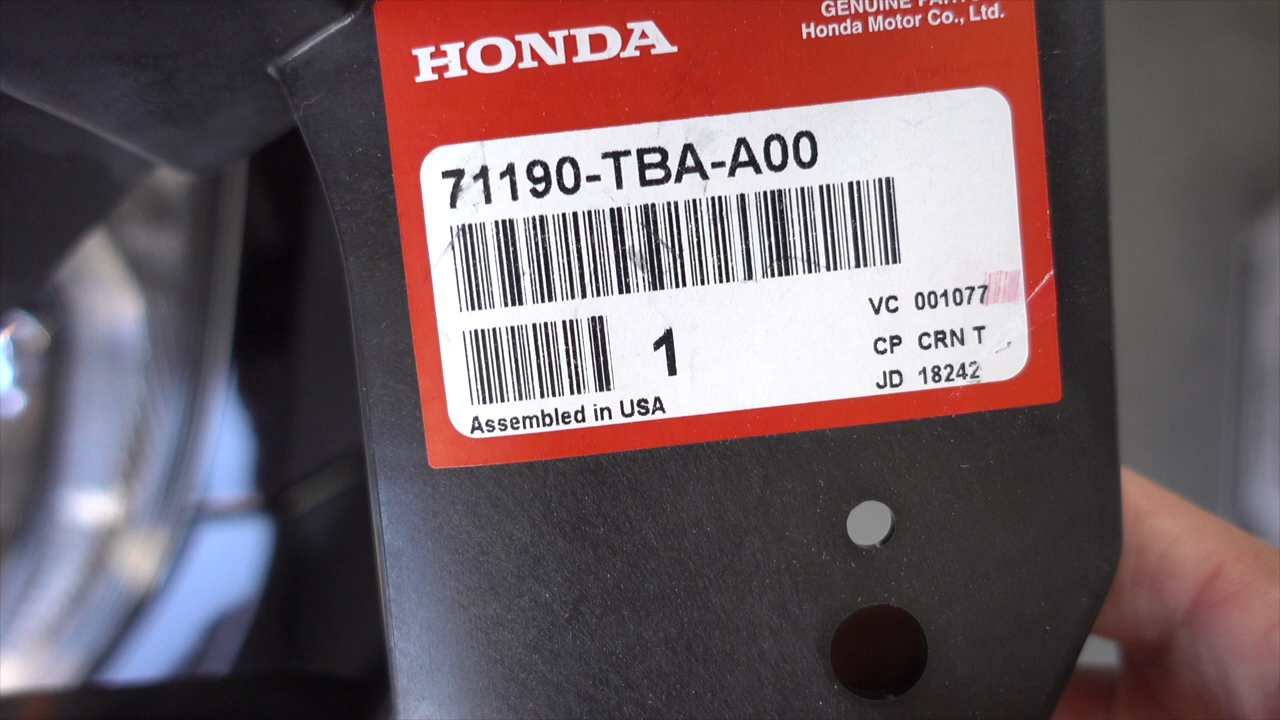 HONDA
GENUINE PARTS
Honda Motor Co., Ltd.
71190-TBA-A00
1
VC 001077
CP CRN T
JD 18242
Assembled in USA